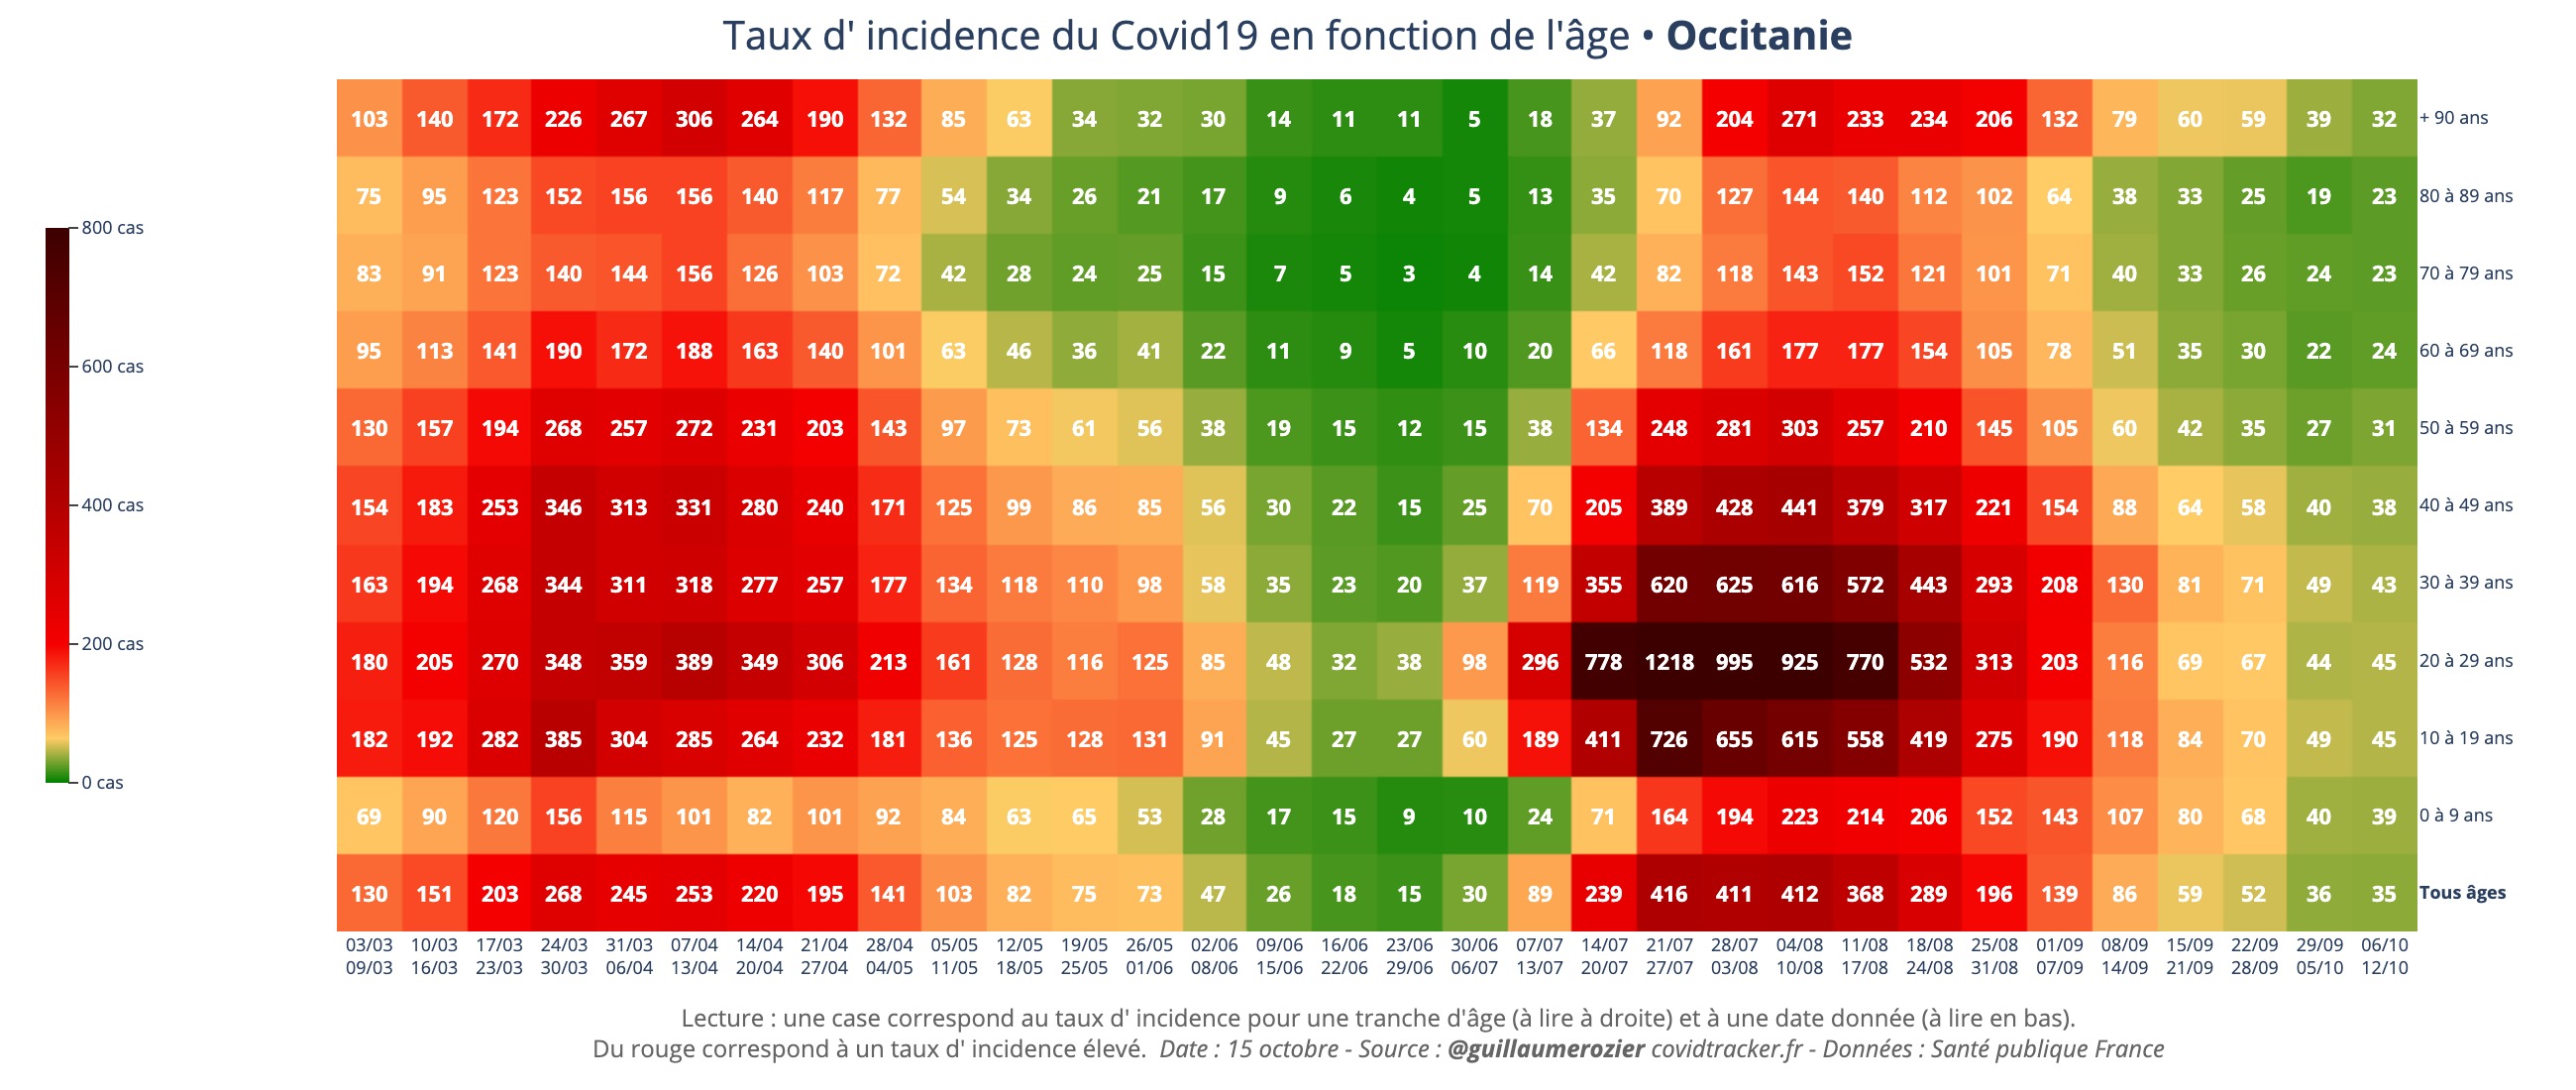 Taux d' incidence du Covid19 en fonction de l'âge • Occitanie
103 140 172 226 267 306 264 190 132 85 63 34 32 30 14 11 11 5 18 37 92 204 271 233 234 206 132 79 60 59 39 32 + 90 ans
75 95 123 152 156 156 140 117 77 54 34 26 21 17 9 6 4 5 13 35 70 127 144 140 112 102 64 38 33 25 19 23 80 à 89 ans
800 cas
83 91 123 140 144 156 126 103 72 42 28 24 25 15 7 5 3 4 14 42 82 118 143 152 121 101 71 40 33 26 24 23 70 à 79 ans
95 113 141 190 172 188 163 140 101 63 46 36 41 22 11 9 5 10 20 66 118 161 177 177 154 105 78 51 35 30 22 24 60 à 69 ans
600 cas
130 157 194 268 257 272 231 203 143 97 73 61 56 38 19 15 12 15 38 134 248 281 303 257 210 145 105 60 42 35 27 31 50 à 59 ans
400 cas
154 183 253 346 313 331 280 240 171 125 99 86 85 56 30 22 15 25 70 205 389 428 441 379 317 221 154 88 64 58 40 38 40 à 49 ans
163 194 268 344 311 318 277 257 177 134 118 110 98 58 35 23 20 37 119 355 620 625 616 572 443 293 208 130 81 71 49 43 30 à 39 ans
200 cas
180 205 270 348 359 389 349 306 213 161 128 116 125 85 48 32 38 98 296 778 1218 995 925 770 532 313 203 116 69 67 44 45 20 à 29 ans
182 192 282 385 304 285 264 232 181 136 125 128 131 91 45 27 27 60 189 411 726 655 615 558 419 275 190 118 84 70 49 45 10 à 19 ans
0 cas
69 90 120 156 115 101 82 101 92 84 63 65 53 28 17 15 9 10 24 71 164 194 223 214 206 152 143 107 80 68 40 39 0 à 9 ans
130 151 203 268 245 253 220 195 141 103 82 75 73 47 26 18 15 30 89 239 416 411 412 368 289 196 139 86 59 52 36 35 Tous âges
03/03 10/03 17/03 24/03 31/03 07/04 14/04 21/04 28/04 05/05 12/05 19/05 26/05 02/06 09/06 16/06 23/06 30/06 07/07 14/07 21/07 28/07 04/08 11/08 18/08 25/08 01/09 08/09 15/09 22/09 29/09 06/10
09/03 16/03 23/03 30/03 06/04 13/04 20/04 27/04 04/05 11/05 18/05 25/05 01/06 08/06 15/06 22/06 29/06 06/07 13/07 20/07 27/07 03/08 10/08 17/08 24/08 31/08 07/09 14/09 21/09 28/09 05/10 12/10
Lecture : une case correspond au taux d' incidence pour une tranche d'âge (à lire à droite) et à une date donnée (à lire en bas).
Du rouge correspond à un taux d' incidence élevé. Date : 15 octobre - Source : @guillaumerozier covidtracker.fr - Données : Santé publique France